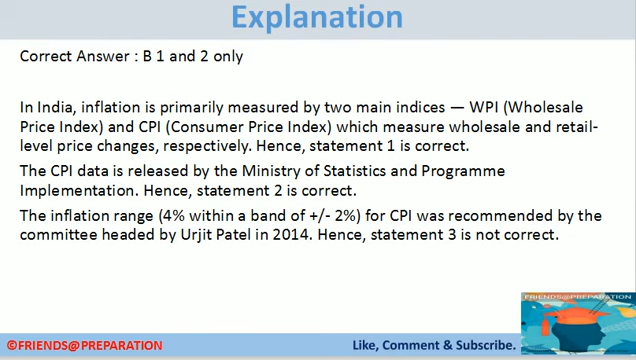 Explanation
Correct Answer : B 1 and 2 only
In India, inflation is primarily measured by two main indices — WPI (Wholesale
Price Index) and CPI (Consumer Price Index) which measure wholesale and retail-
level price changes, respectively. Hence, statement 1 is correct.
The CPI data is released by the Ministry of Statistics and Programme
Implementation. Hence, statement 2 is correct.
The inflation range (4% within a band of +/- 2%) for CPI was recommended by the
committee headed by Urjit Patel in 2014. Hence, statement 3 is not correct.
FRIENDS@PREPARATION
©FRIENDS@PREPARATION
Like, Comment & Subscribe.